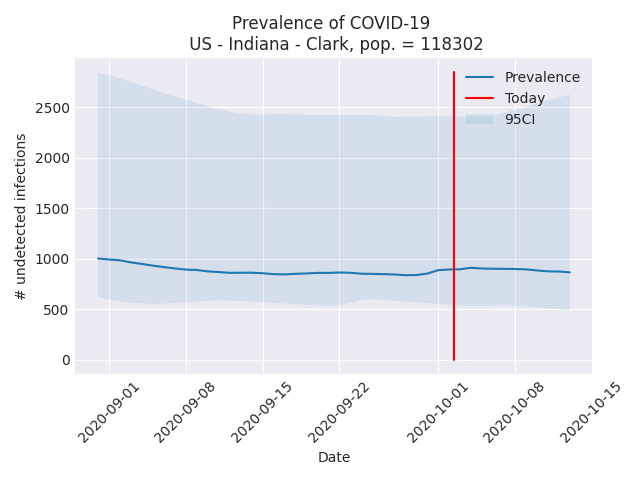 Prevalence of COVID-19
US - Indiana - Clark, pop. = 118302
Prevalence
Today
95CI
2500
2000
1500
1000
500
0
# undetected infections
2020-09-01
2020-09-08
2020-09-15
2020-09-22
2020-10-01
2020-10-08
2020-10-15
Date